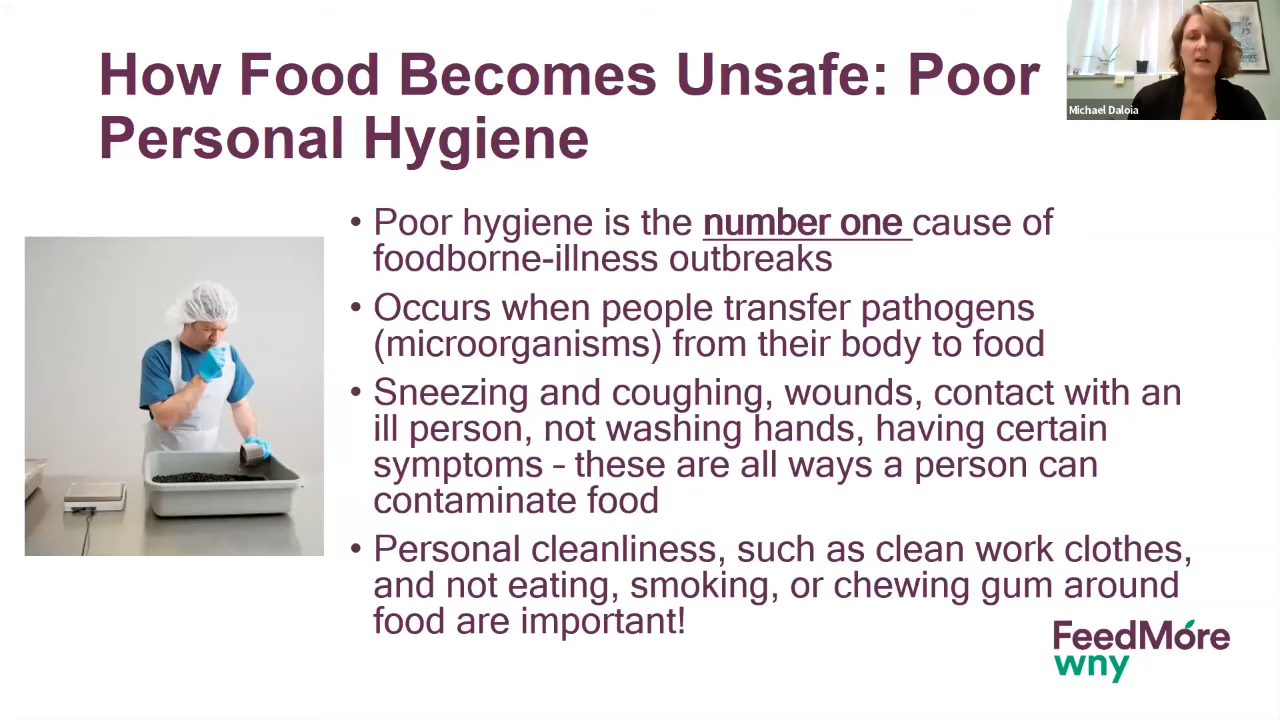 How Food Becomes Unsafe: Poor
Personal Hygiene
Michael Daloia
• Poor hygiene is the number one cause of
foodborne-illness outbreaks
• Occurs when people transfer pathogens
(microorganisms) from their body to food
• Sneezing and coughing, wounds, contact with an
ill person, not washing hands, having certain
symptoms – these are all ways a person can
contaminate food
• Personal cleanliness, such as clean work clothes,
and not eating, smoking, or chewing gum around
food are important!
FeedMore
wny